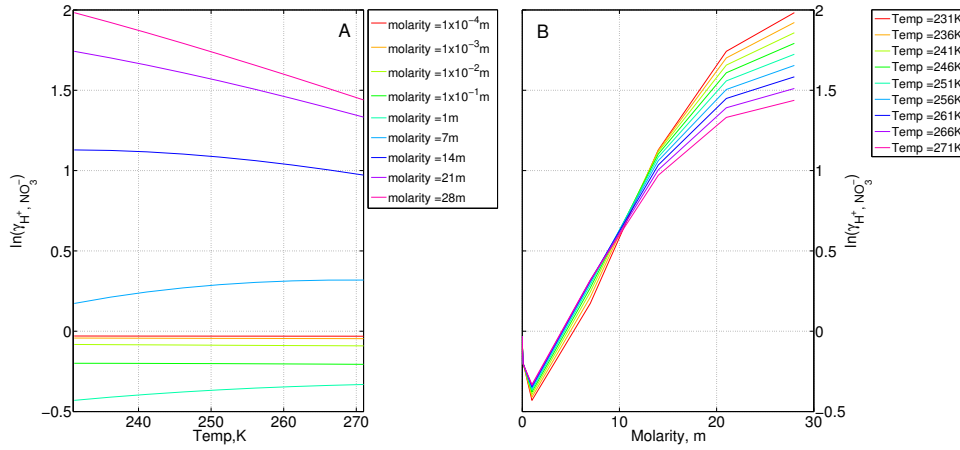 2
1.5
1
0.5
0
−0.5
ln(γH+, NO3−)
240
250
260
270
Temp,K
A
molarity =1x10−4m
molarity =1x10−3m
molarity =1x10−2m
molarity =1x10−1m
molarity =1m
molarity =7m
molarity =14m
molarity =21m
molarity =28m
B
0
10
20
30
Molarity, m
2
1.5
1
0.5
0
−0.5
ln(γH+, NO3−)
Temp =231K
Temp =236K
Temp =241K
Temp =246K
Temp =251K
Temp =256K
Temp =261K
Temp =266K
Temp =271K